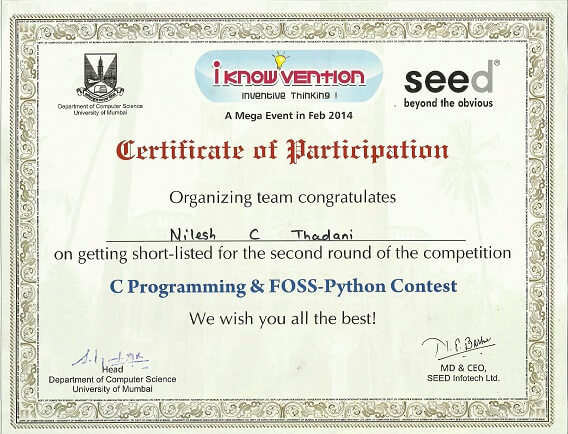 Department of Computer Science
University of Mumbai
i KNOW'VENTION
INVENTIVE THINKING !
A Mega Event in Feb 2014
seed®
beyond the obvious
Certificate of Participation
Organizing team congratulates
Nilesh C Thadani
on getting short-listed for the second round of the competition
C Programming & FOSS-Python Contest
We wish you all the best!
Head
Department of Computer Science
University of Mumbai
MD & CEO,
SEED Infotech Ltd.